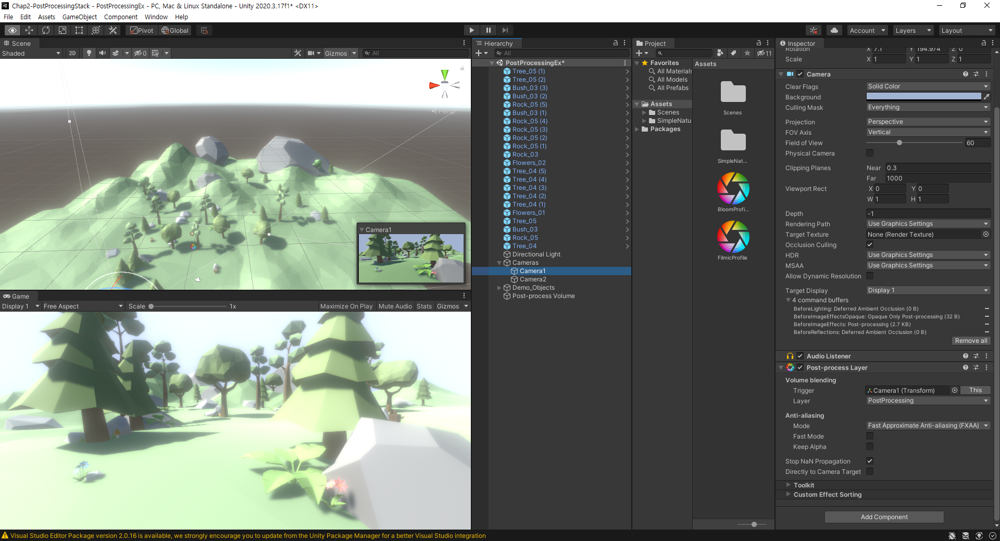 Chap2-PostProcessingStack - PostProcessingEx - PC, Mac & Linux Standalone - Unity 2020.3.17f1* <DX11>
File Edit Assets GameObject Component Window Help
Pivot Global Account Layers Layout
Scene
Shaded 2D 0 Gizmos All
Persp
Camera1
Game
Display 1 Free Aspect Scale 1x Maximize On Play Mute Audio Stats Gizmos
Hierarchy
All
PostProcessingEx*
Tree_05 (1)
Tree_05 (2)
Bush_03 (3)
Bush_03 (2)
Rock_05 (5)
Bush_03 (1)
Rock_05 (4)
Rock_05 (3)
Rock_05 (2)
Rock_05 (1)
Rock_03
Flowers_02
Tree_04 (5)
Tree_04 (4)
Tree_04 (3)
Tree_04 (2)
Tree_04 (1)
Flowers_01
Tree_05
Bush_03
Rock_05
Tree_04
Directional Light
Cameras
Camera1
Camera2
Demo_Objects
Post-process Volume
Project
11
Favorites
All Materials
All Models
All Prefabs
Assets
Scenes
SimpleNatu
Packages
Assets
Scenes
SimpleNat...
BloomProfi...
FilmicProfile
Inspector
Rotation X 7.1 Y 194.974 Z 0
Scale X 1 Y 1 Z 1
Camera
Clear Flags Solid Color
Background
Culling Mask Everything
Projection Perspective
FOV Axis Vertical
Field of View 60
Physical Camera
Clipping Planes Near 0.3
Far 1000
Viewport Rect X 0 Y 0
W 1 H 1
Depth -1
Rendering Path Use Graphics Settings
Target Texture None (Render Texture)
Occlusion Culling
HDR Use Graphics Settings
MSAA Use Graphics Settings
Allow Dynamic Resolution
Target Display Display 1
4 command buffers
BeforeLighting: Deferred Ambient Occlusion (0 B)
BeforeImageEffectsOpaque: Opaque Only Post-processing (32 B)
BeforeImageEffects: Post-processing (2.7 KB)
BeforeReflections: Deferred Ambient Occlusion (0 B)
Remove all
Audio Listener
Post-process Layer
Volume blending
Trigger Camera1 (Transform) This
Layer PostProcessing
Anti-aliasing
Mode Fast Approximate Anti-aliasing (FXAA)
Fast Mode
Keep Alpha
Stop NaN Propagation
Directly to Camera Target
Toolkit
Custom Effect Sorting
Add Component
Visual Studio Editor Package version 2.0.16 is available, we strongly encourage you to update from the Unity Package Manager for a better Visual Studio integration